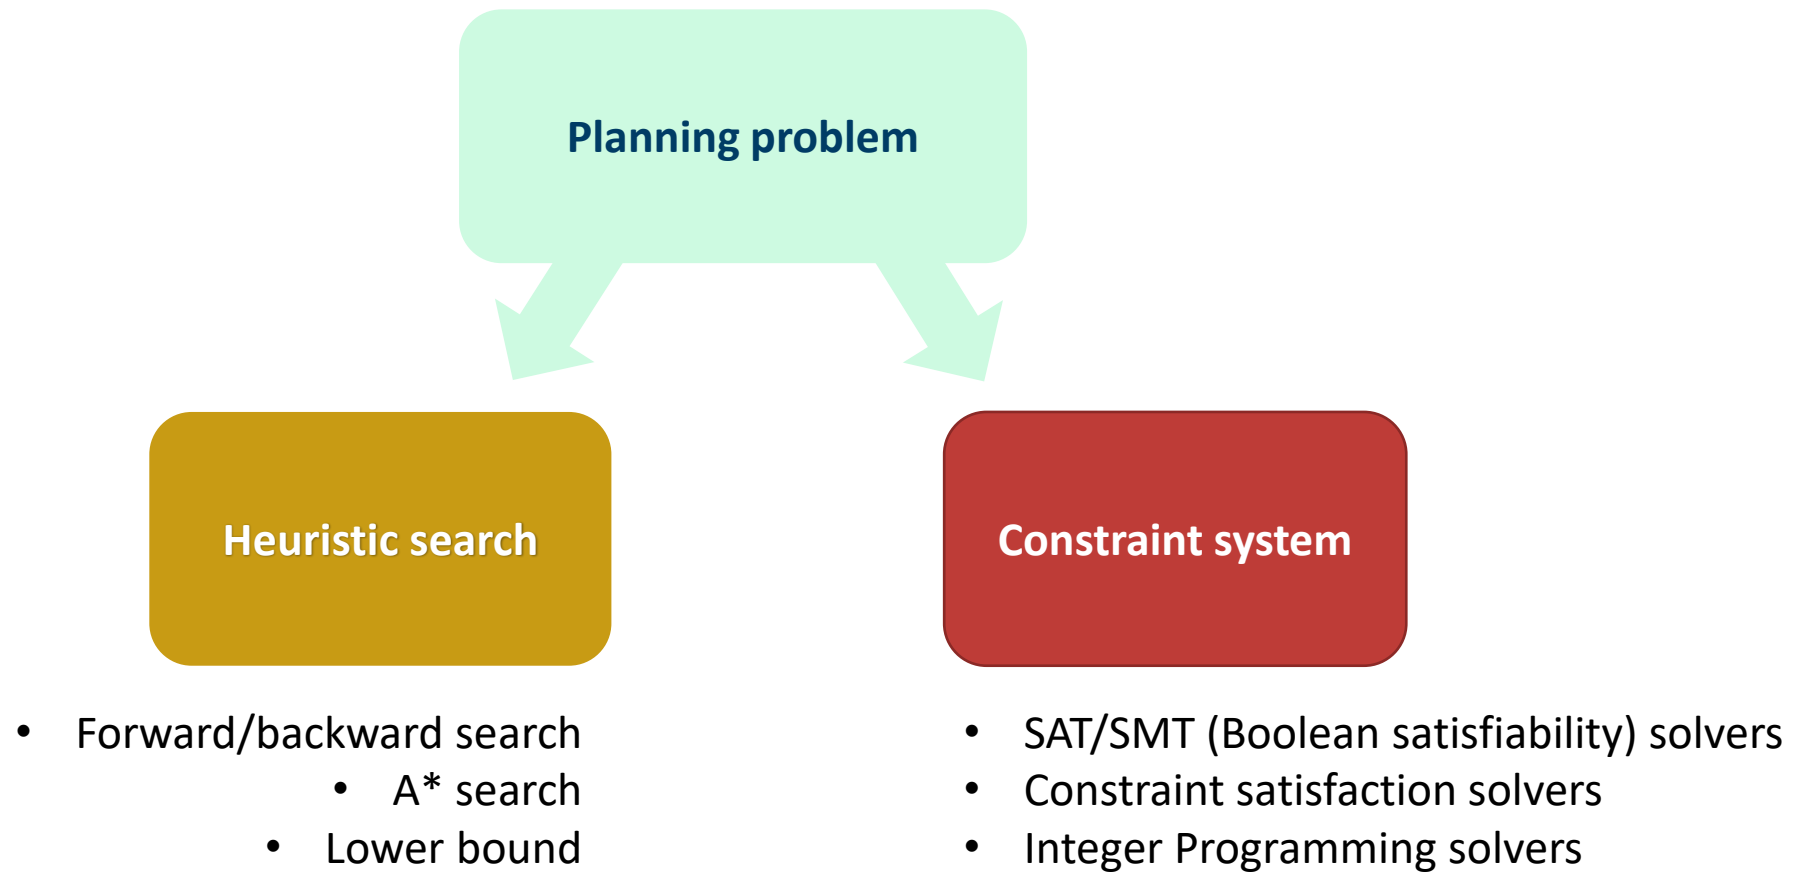 Planning problem
Heuristic search
Constraint system
• Forward/backward search
• A* search
• Lower bound
• SAT/SMT (Boolean satisfiability) solvers
• Constraint satisfaction solvers
• Integer Programming solvers